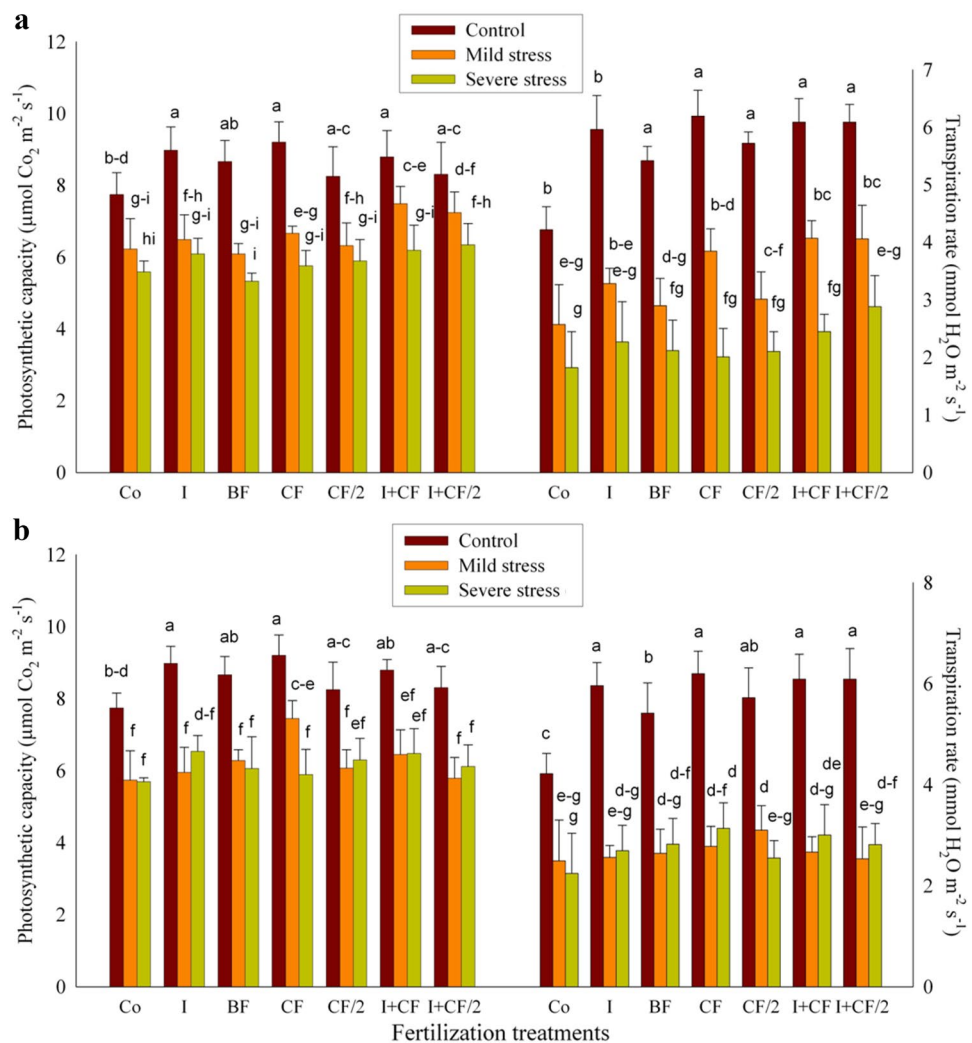 a
Control
Mild stress
Severe stress
Photosynthetic capacity (μmol Co2 m-2 s-1)
12
10
8
6
4
2
0
b-d
g-i
hi
a
f-h
g-i
ab
g-i
i
a
e-g
g-i
a-c
f-h
g-i
a
c-e
g-i
a-c
d-f
f-h
b
e-g
g
b
b-e
e-g
a
d-g
fg
a
b-d
fg
a
c-f
fg
a
bc
fg
a
bc
e-g
7
6
5
4
3
2
1
0
Transpiration rate (mmol H2O m-2 s-1)
Co I BF CF CF/2 I+CF I+CF/2
Co I BF CF CF/2 I+CF I+CF/2
b
Control
Mild stress
Severe stress
Photosynthetic capacity (μmol Co2 m-2 s-1)
12
10
8
6
4
2
0
b-d
f
f
a
f
d-f
ab
f
f
a
c-e
f
a-c
f
ef
ab
ef
ef
a-c
f
f
c
e-g
g
a
e-g
d-g
b
d-g
d-f
a
d-f
d
ab
d
e-g
a
d-g
de
a
e-g
d-f
8
6
4
2
0
Transpiration rate (mmol H2O m-2 s-1)
Co I BF CF CF/2 I+CF I+CF/2
Co I BF CF CF/2 I+CF I+CF/2
Fertilization treatments